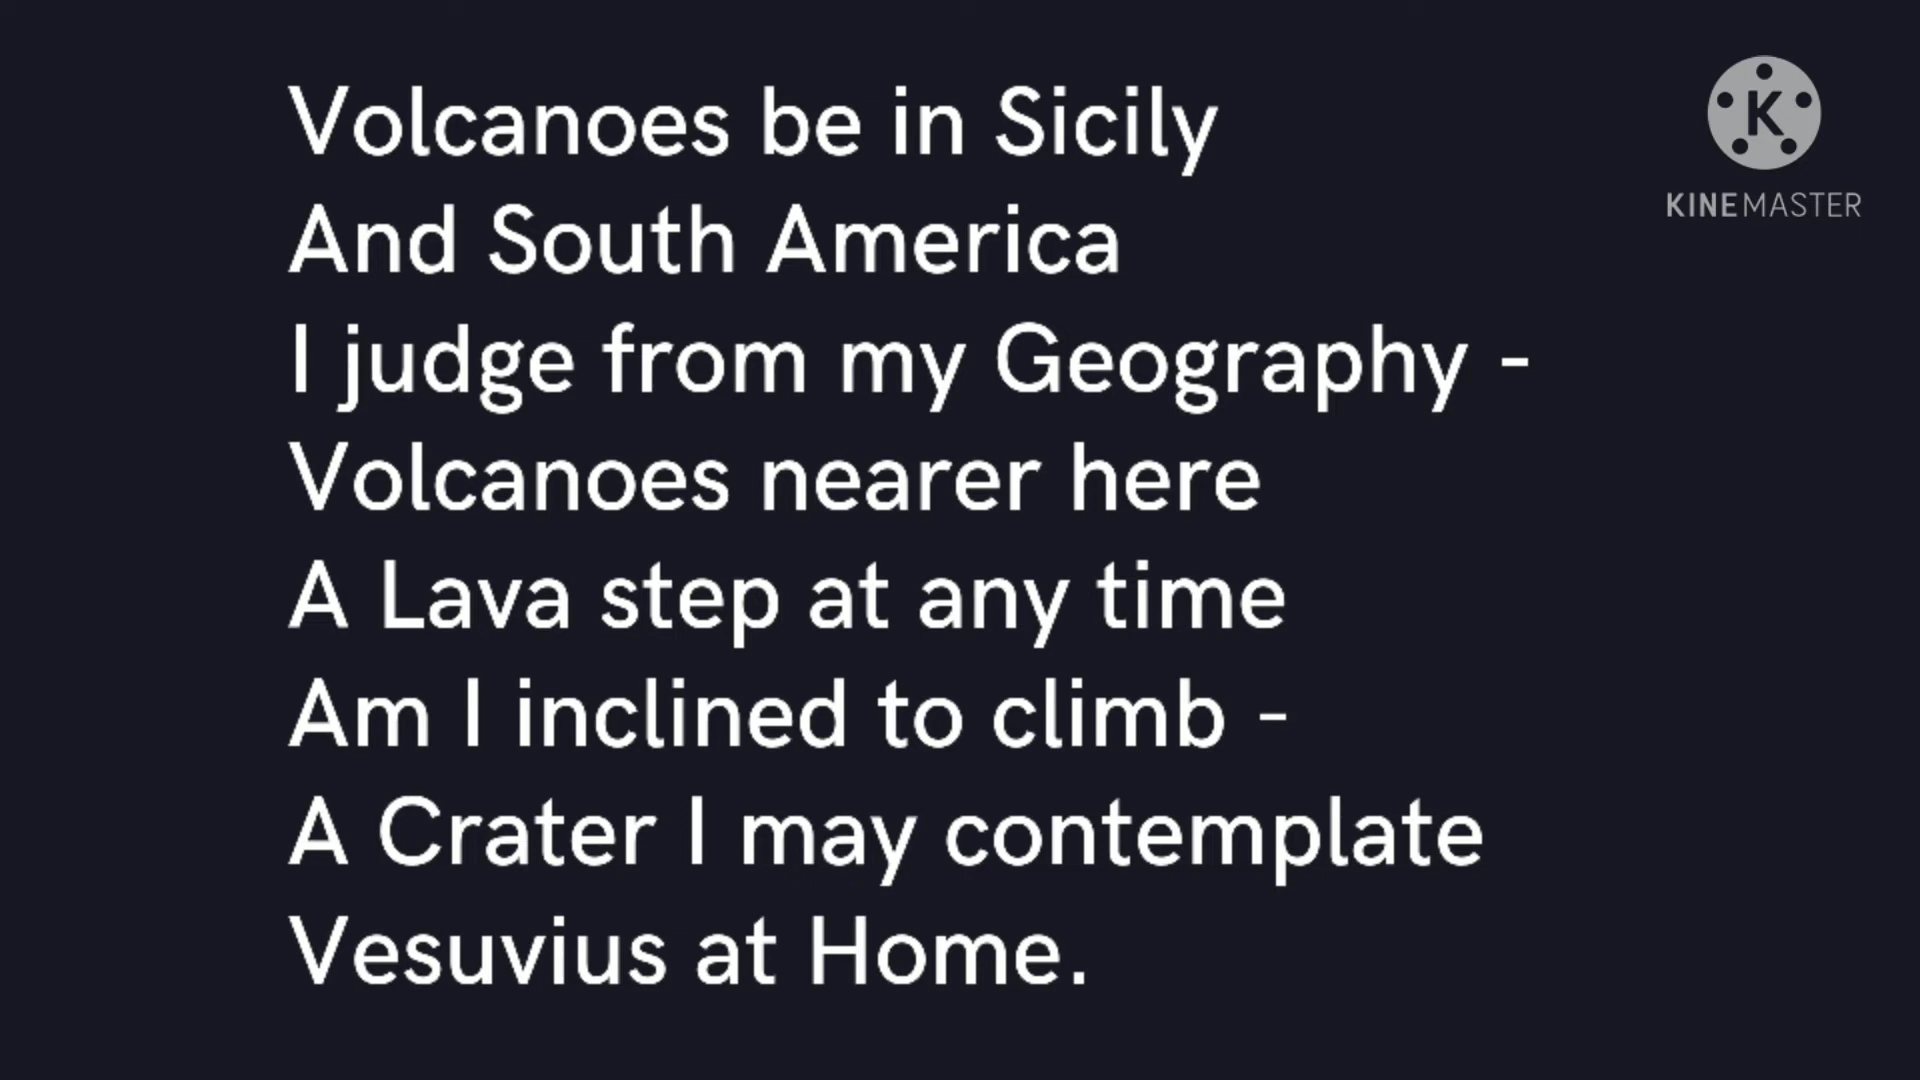 Volcanoes be in Sicily
And South America
I judge from my Geography -
Volcanoes nearer here
A Lava step at any time
Am I inclined to climb -
A Crater I may contemplate
Vesuvius at Home.
K
KINEMASTER